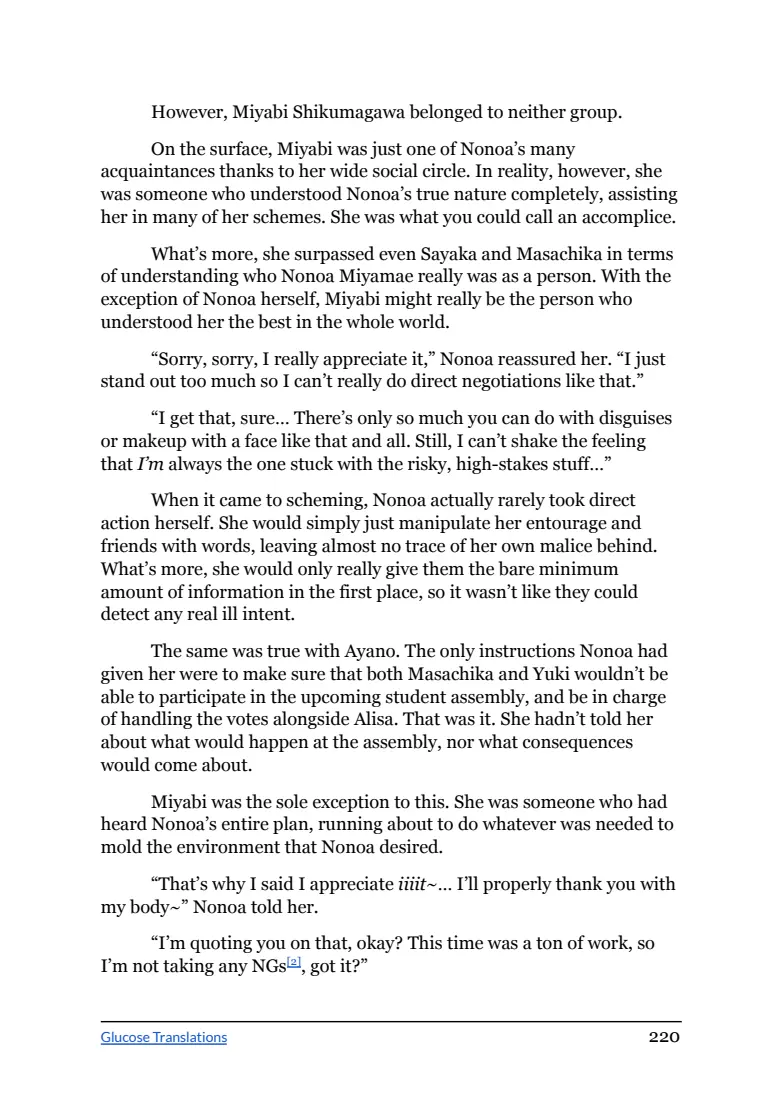 However, Miyabi Shikumagawa belonged to neither group.
On the surface, Miyabi was just one of Nonoa’s many
acquaintances thanks to her wide social circle. In reality, however, she
was someone who understood Nonoa’s true nature completely, assisting
her in many of her schemes. She was what you could call an accomplice.
What’s more, she surpassed even Sayaka and Masachika in terms
of understanding who Nonoa Miyamae really was as a person. With the
exception of Nonoa herself, Miyabi might really be the person who
understood her the best in the whole world.
“Sorry, sorry, I really appreciate it,” Nonoa reassured her. “I just
stand out too much so I can’t really do direct negotiations like that.”
“I get that, sure... There’s only so much you can do with disguises
or makeup with a face like that and all. Still, I can’t shake the feeling
that I’m always the one stuck with the risky, high-stakes stuff...”
When it came to scheming, Nonoa actually rarely took direct
action herself. She would simply just manipulate her entourage and
friends with words, leaving almost no trace of her own malice behind.
What’s more, she would only really give them the bare minimum
amount of information in the first place, so it wasn’t like they could
detect any real ill intent.
The same was true with Ayano. The only instructions Nonoa had
given her were to make sure that both Masachika and Yuki wouldn’t be
able to participate in the upcoming student assembly, and be in charge
of handling the votes alongside Alisa. That was it. She hadn’t told her
about what would happen at the assembly, nor what consequences
would come about.
Miyabi was the sole exception to this. She was someone who had
heard Nonoa’s entire plan, running about to do whatever was needed to
mold the environment that Nonoa desired.
“That’s why I said I appreciate iiiit~... I’ll properly thank you with
my body~” Nonoa told her.
“I’m quoting you on that, okay? This time was a ton of work, so
I’m not taking any NGs[2], got it?”
Glucose Translations 220